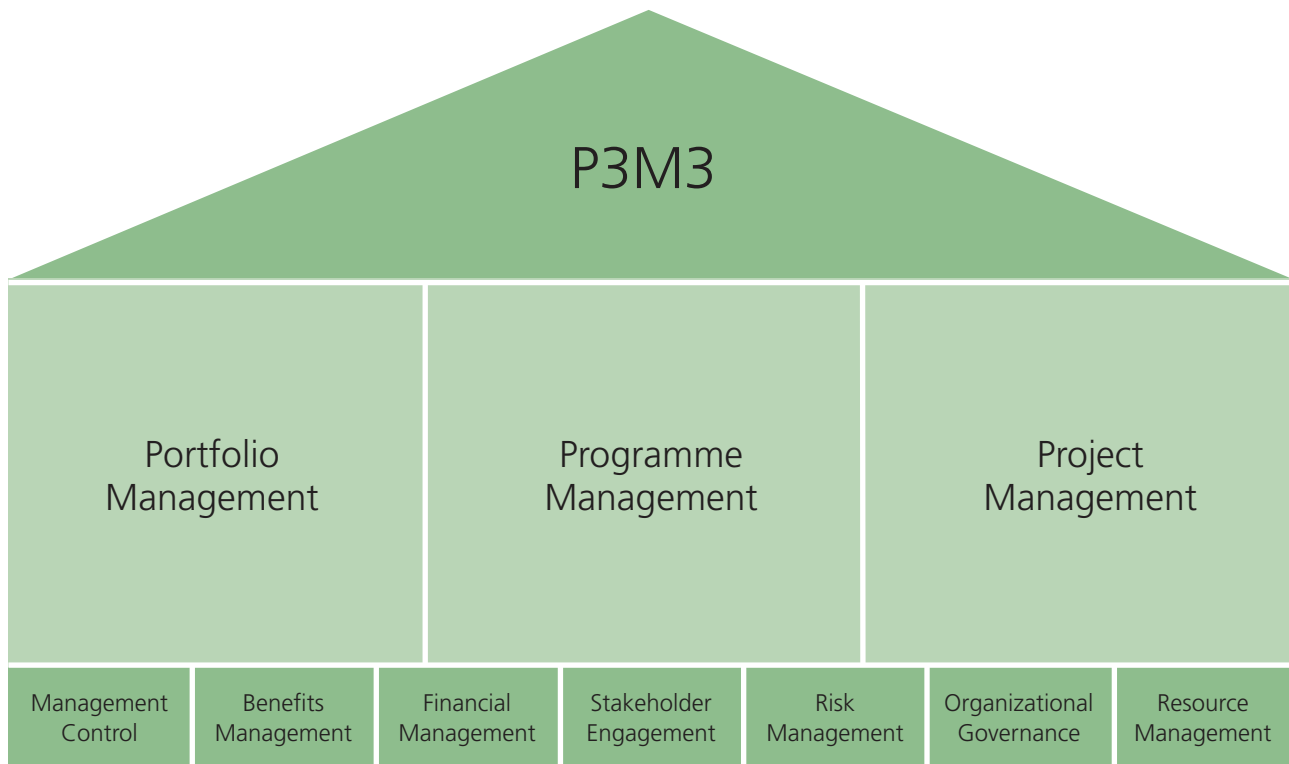 P3M3
Portfolio
Management
Programme
Management
Project
Management
Management
Control
Benefits
Management
Financial
Management
Stakeholder
Engagement
Risk
Management
Organizational
Governance
Resource
Management